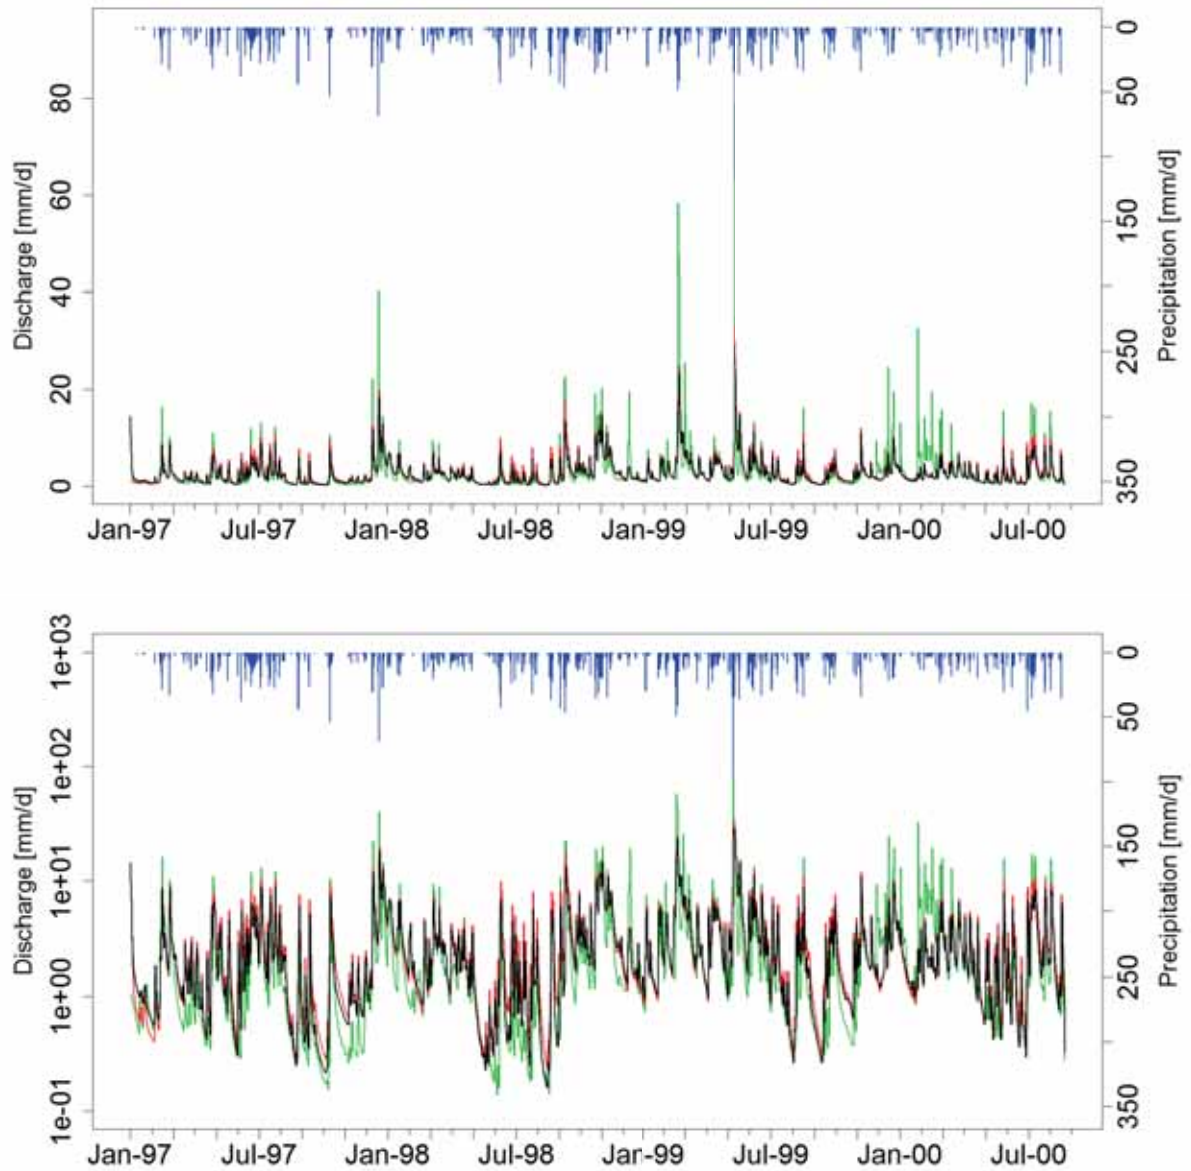 0
20
40
60
80
Discharge [mm/d]
0
50
150
250
350
Precipitation [mm/d]
Jan-97 Jul-97 Jan-98 Jul-98 Jan-99 Jul-99 Jan-00 Jul-00
1e-01
1e+00
1e+01
1e+02
1e+03
Discharge [mm/d]
0
50
150
250
350
Precipitation [mm/d]
Jan-97 Jul-97 Jan-98 Jul-98 Jan-99 Jul-99 Jan-00 Jul-00